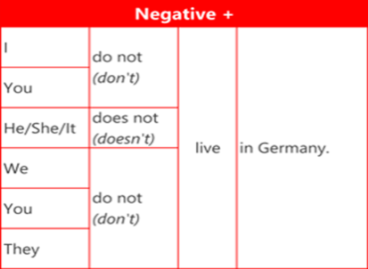 Negative +
I
do not
(don't)
You
He/She/It
does not
(doesn't)
live
in Germany.
We
You
do not
(don't)
They